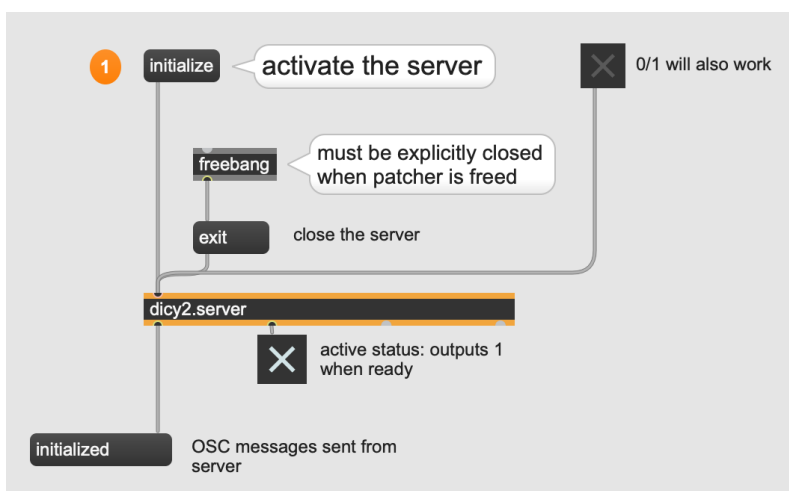 1
initialize
activate the server
0/1 will also work
freebang
must be explicitly closed
when patcher is freed
exit
close the server
dicy2.server
active status: outputs 1
when ready
initialized
OSC messages sent from
server